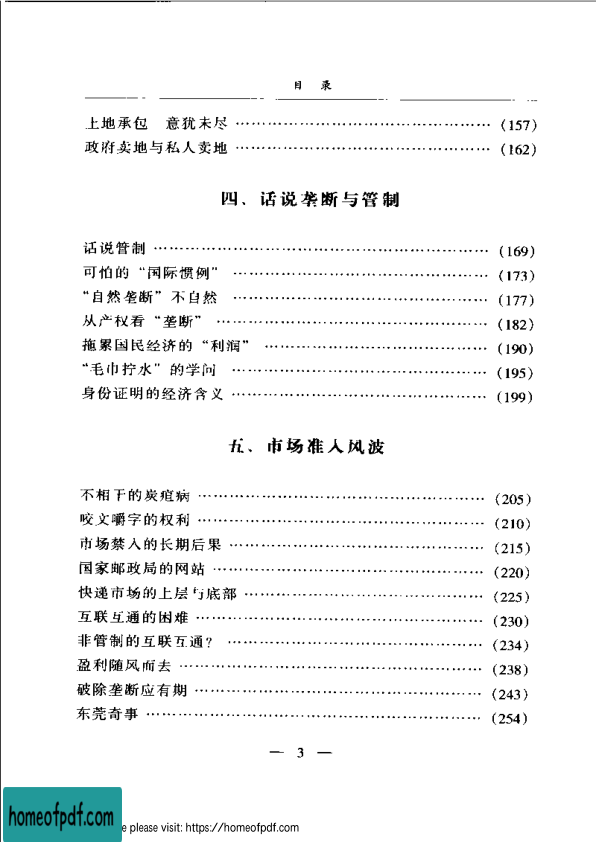 目 录
土地承包 意犹未尽 ……………………………………… (157)
政府卖地与私人卖地 ……………………………………… (162)
四、话说垄断与管制
话说管制 ……………………………………… (169)
可怕的“国际惯例” ……………………………………… (173)
“自然垄断”不自然 ……………………………………… (177)
从产权看“垄断” ……………………………………… (182)
拖累国民经济的“利润” ……………………………………… (190)
“毛巾拧水”的学问 ……………………………………… (195)
身份证明的经济含义 ……………………………………… (199)
五、市场准入风波
不相干的炭疽病 ……………………………………… (205)
咬文嚼字的权利 ……………………………………… (210)
市场禁入的长期后果 ……………………………………… (215)
国家邮政局的网站 ……………………………………… (220)
快递市场的上层与底部 ……………………………………… (225)
互联互通的困难 ……………………………………… (230)
非管制的互联互通？ ……………………………………… (234)
盈利随风而去 ……………………………………… (238)
破除垄断应有期 ……………………………………… (243)
东莞奇事 ……………………………………… (254)
— 3 —
homeofpdf.com
e please visit: https://homeofpdf.com